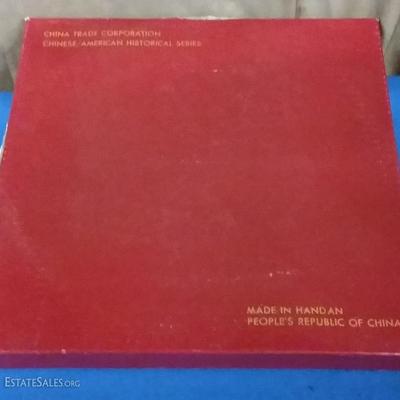 CHINA TRADE CORPORATION
CHINESE/AMERICAN HISTORICAL SERIES
MADE IN HANDAN
PEOPLE'S REPUBLIC OF CHINA
ESTATESALES.ORG